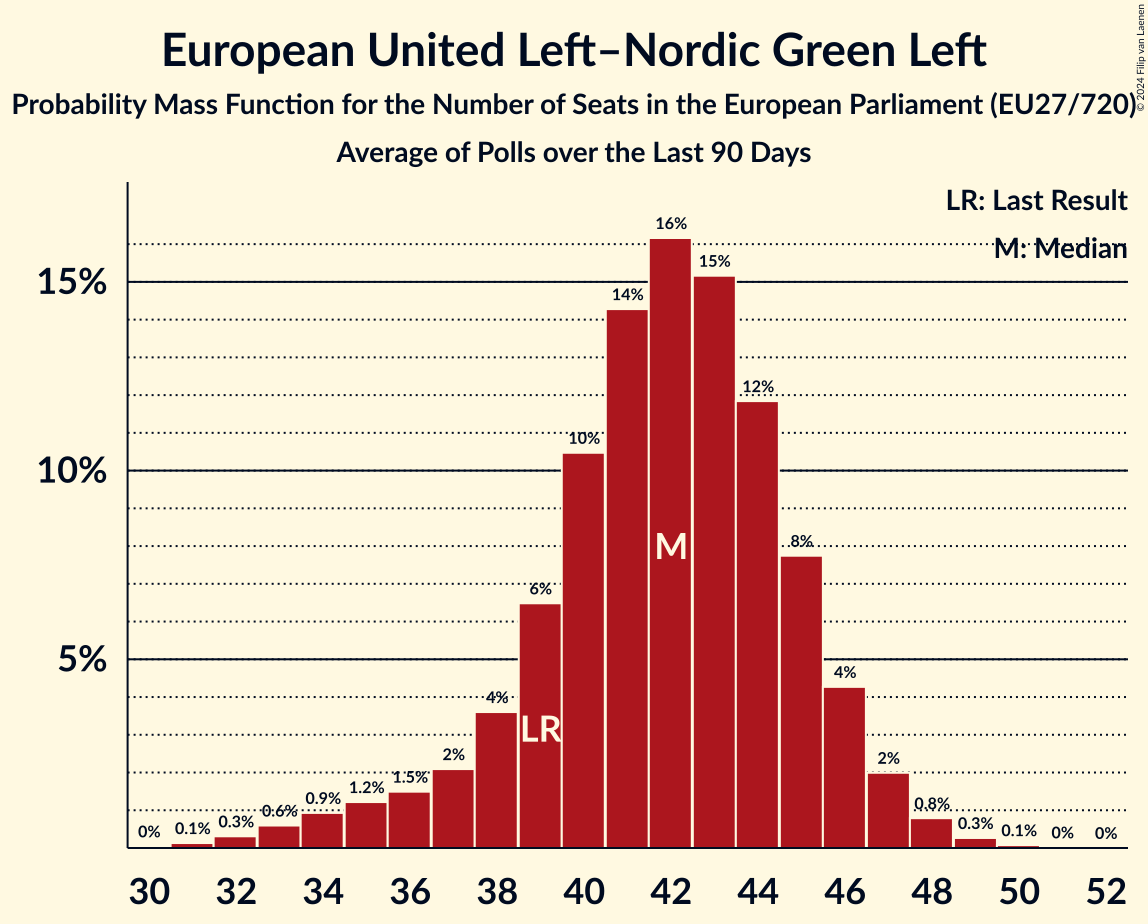 European United Left–Nordic Green Left
Probability Mass Function for the Number of Seats in the European Parliament (EU27/720)
Average of Polls over the Last 90 Days
© 2024 Filip van Laenen
LR: Last Result
M: Median
15%
10%
5%
0%
0.1%
0.3%
0.6%
0.9%
1.2%
1.5%
2%
4%
6%
10%
14%
16%
15%
12%
8%
4%
2%
0.8%
0.3%
0.1%
0%
0%
LR
M
30 32 34 36 38 40 42 44 46 48 50 52